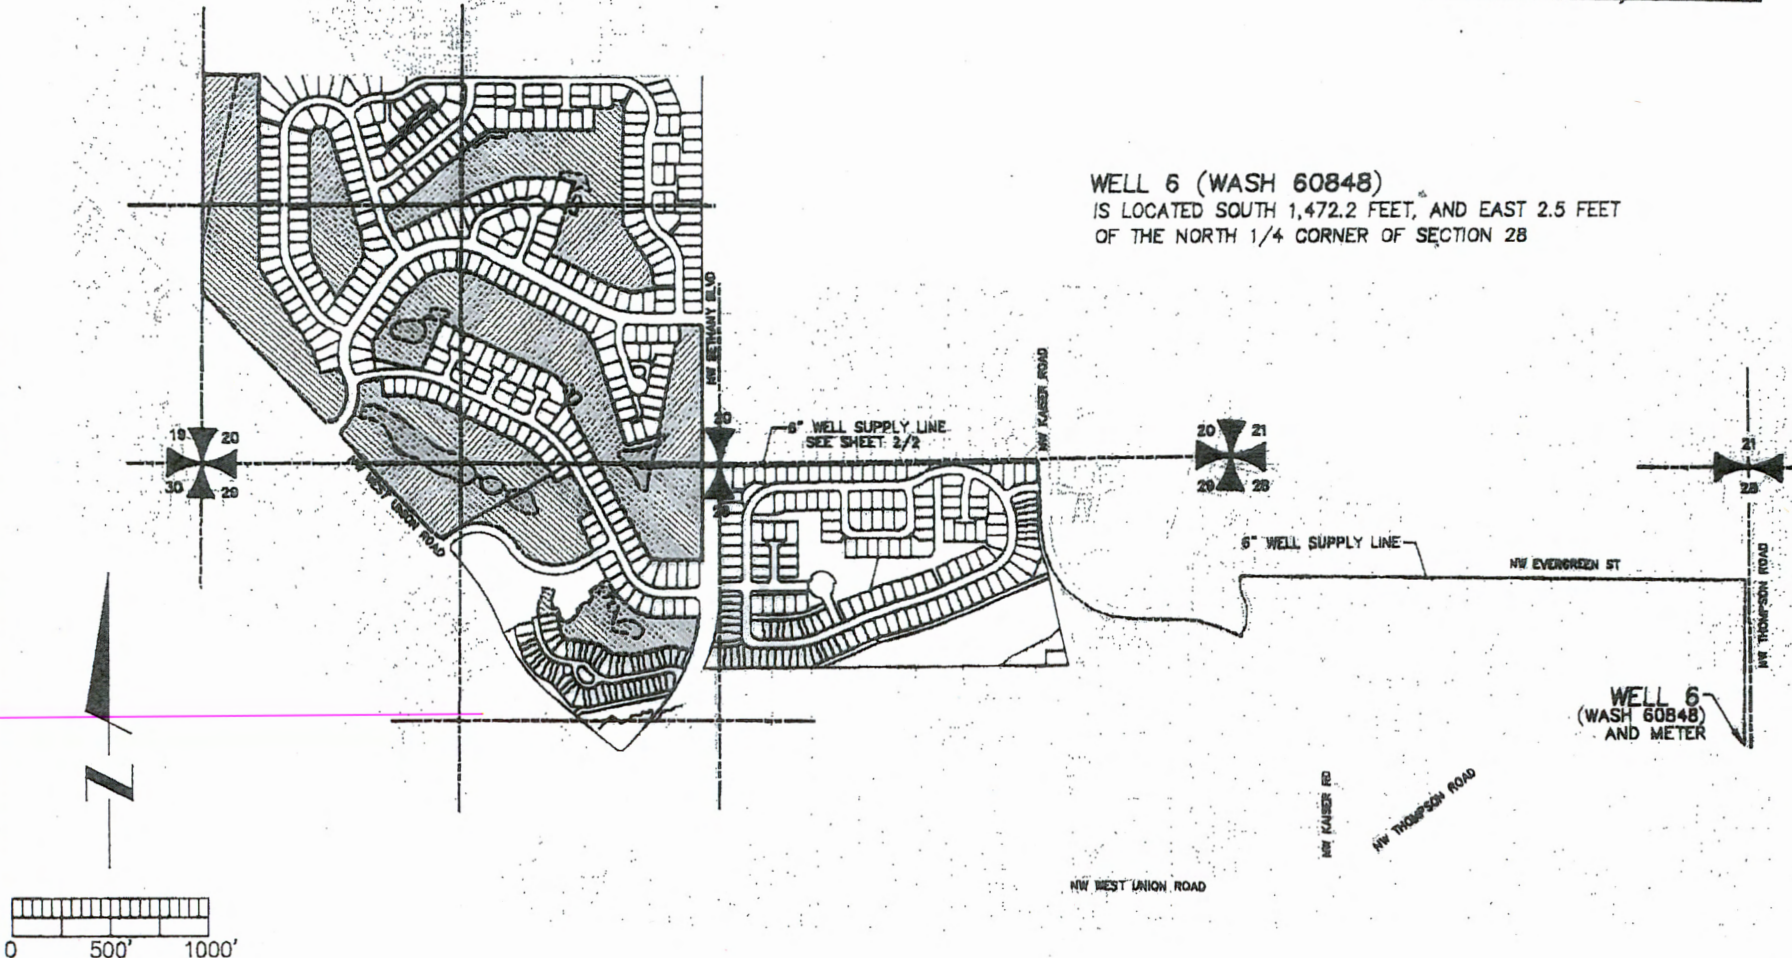 WELL 6 (WASH 60848)
IS LOCATED SOUTH 1,472.2 FEET, AND EAST 2.5 FEET
OF THE NORTH 1/4 CORNER OF SECTION 28
NW BETHANY BLVD
NW KAISER ROAD
6" WELL SUPPLY LINE
SEE SHEET 2/2
19 20
30 29
20
20 21
29 28
21
28
WEST UNION ROAD
6" WELL SUPPLY LINE
NW EVERGREEN ST
NW THOMPSON ROAD
WELL 6
(WASH 60848)
AND METER
Z
NW KAISER RD
NW THOMPSON ROAD
NW WEST UNION ROAD
0 500' 1000'